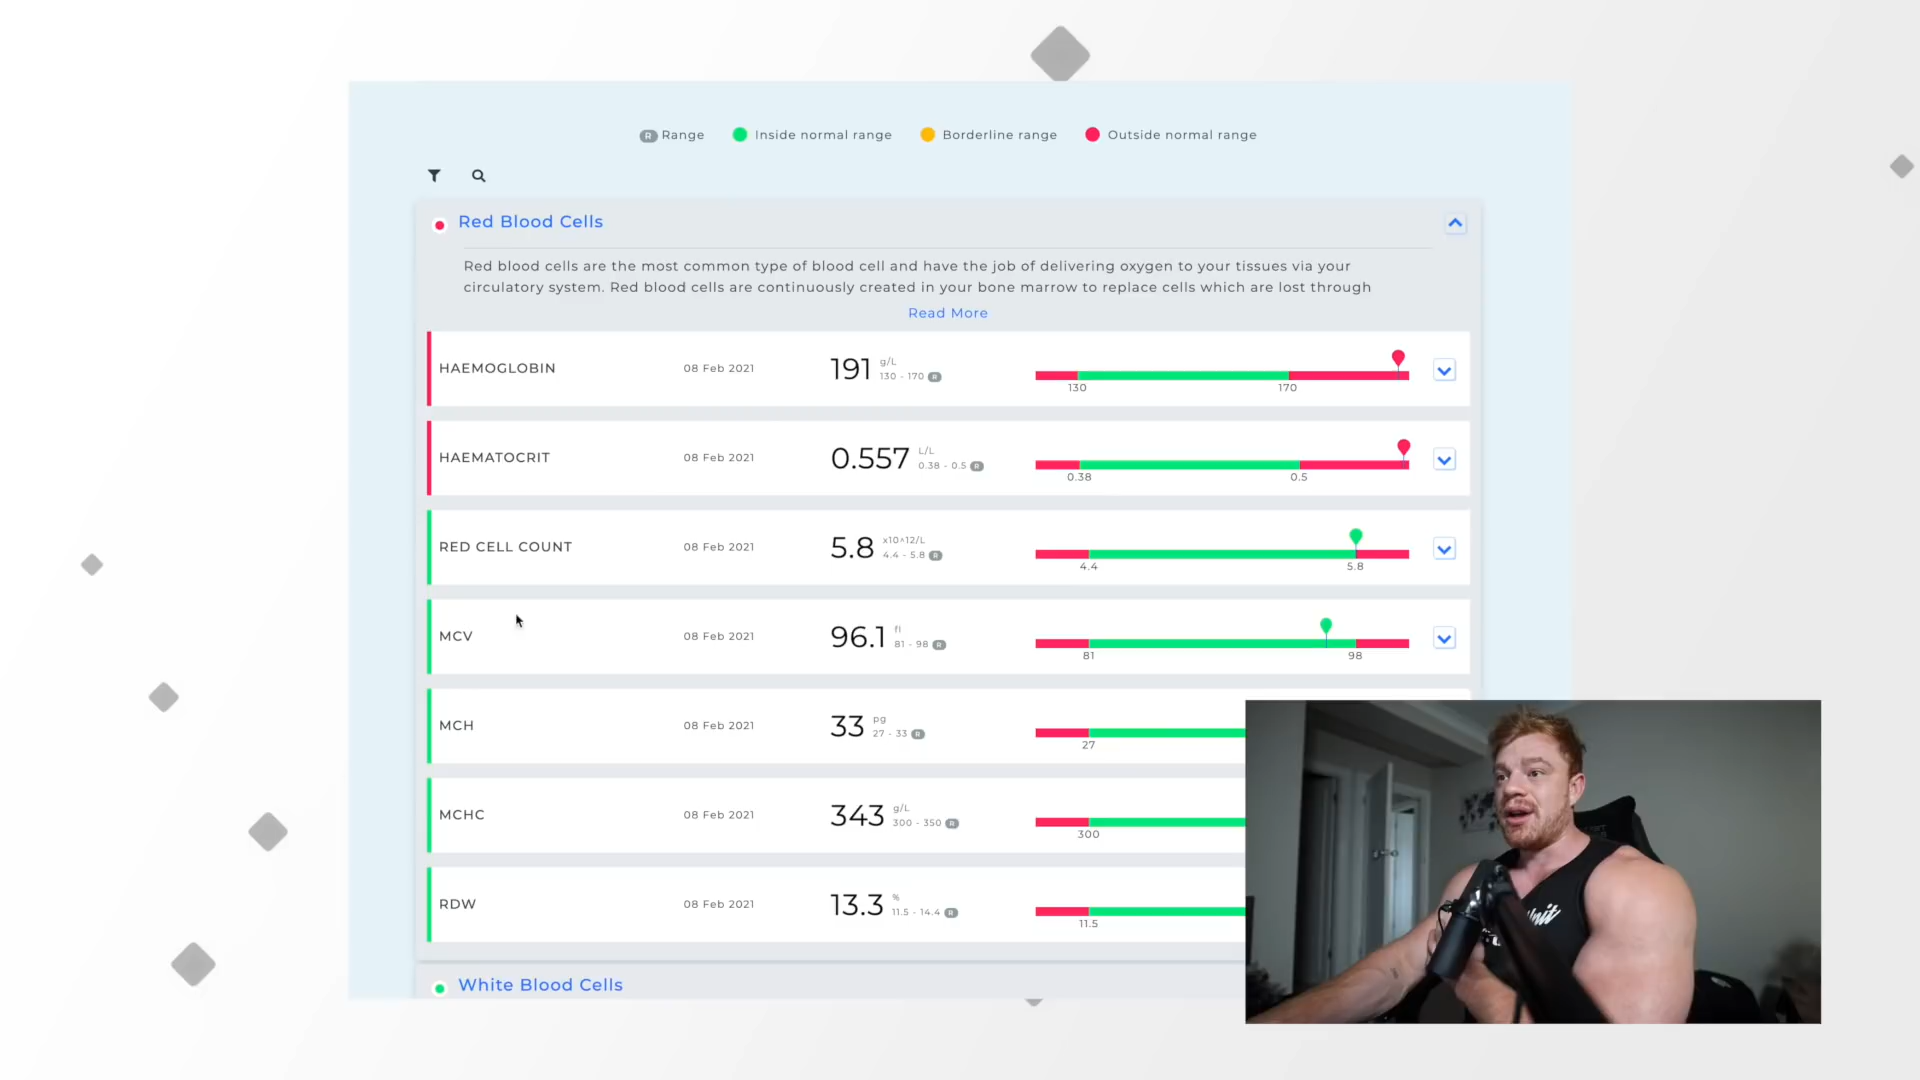 R Range Inside normal range Borderline range Outside normal range
Red Blood Cells
Red blood cells are the most common type of blood cell and have the job of delivering oxygen to your tissues via your
circulatory system. Red blood cells are continuously created in your bone marrow to replace cells which are lost through
Read More
HAEMOGLOBIN 08 Feb 2021 191 g/L 130 - 170 R
130 170
HAEMATOCRIT 08 Feb 2021 0.557 L/L 0.38 - 0.5 R
0.38 0.5
RED CELL COUNT 08 Feb 2021 5.8 x10^12/L 4.4 - 5.8 R
4.4 5.8
MCV 08 Feb 2021 96.1 fl 81 - 98 R
81 98
MCH 08 Feb 2021 33 pg 27 - 33 R
27
MCHC 08 Feb 2021 343 g/L 300 - 350 R
300
RDW 08 Feb 2021 13.3 % 11.5 - 14.4 R
11.5
White Blood Cells